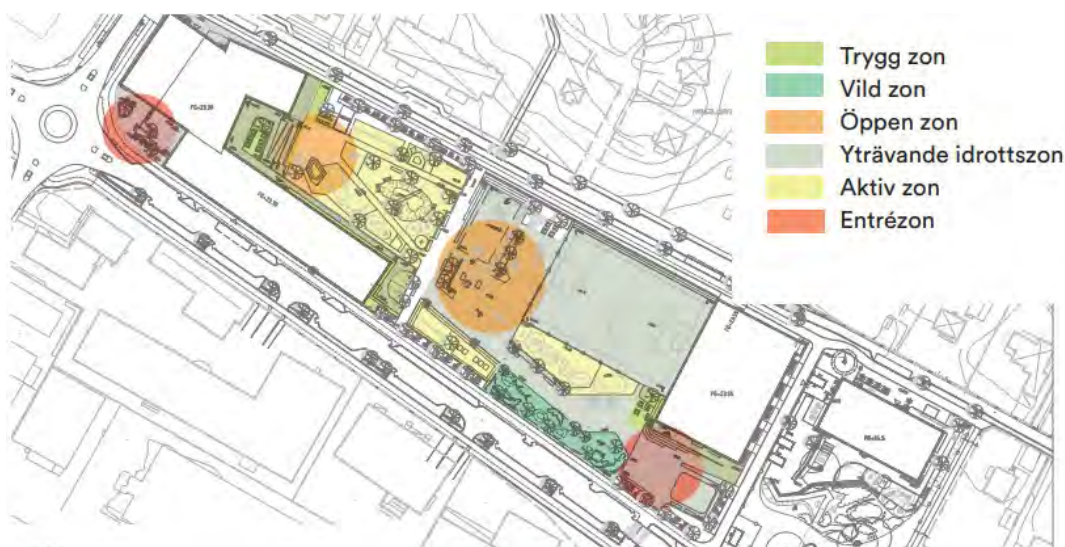 Trygg zon
Vild zon
Öppen zon
Yträvande idrottszon
Aktiv zon
Entrézon